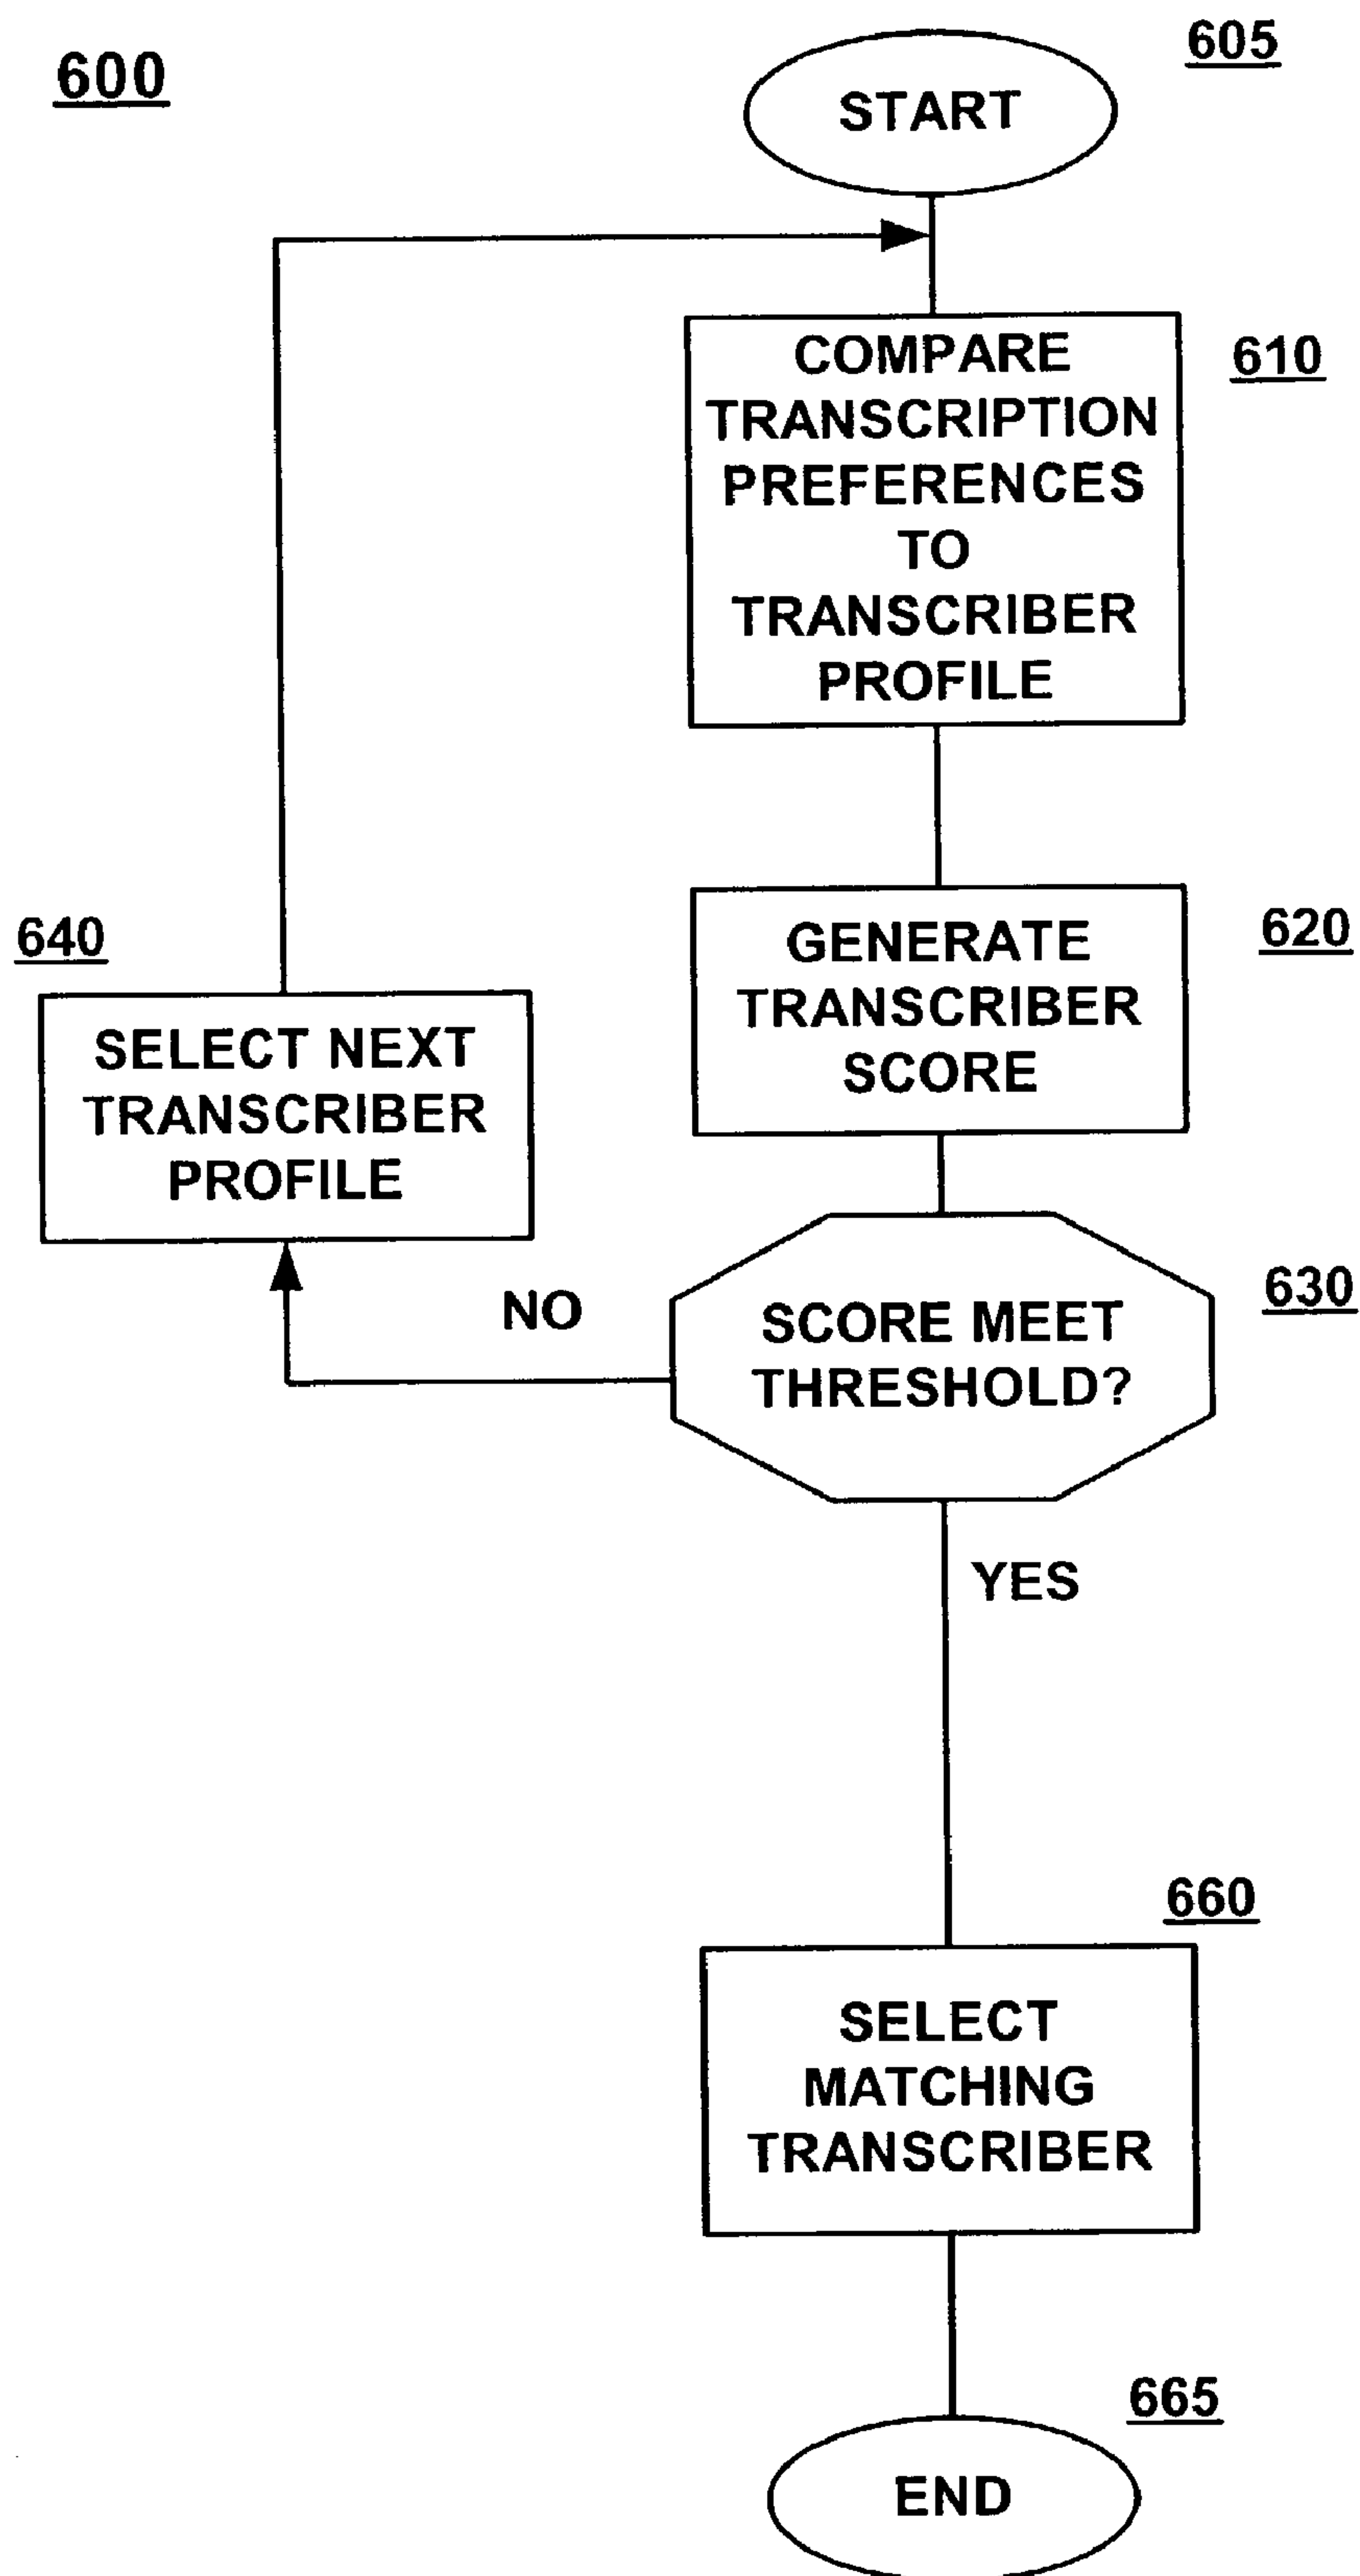 600
605
START
COMPARE
TRANSCRIPTION
PREFERENCES
TO
TRANSCRIBER
PROFILE
610
GENERATE
TRANSCRIBER
SCORE
620
640
SELECT NEXT
TRANSCRIBER
PROFILE
SCORE MEET
THRESHOLD?
630
NO
YES
660
SELECT
MATCHING
TRANSCRIBER
665
END